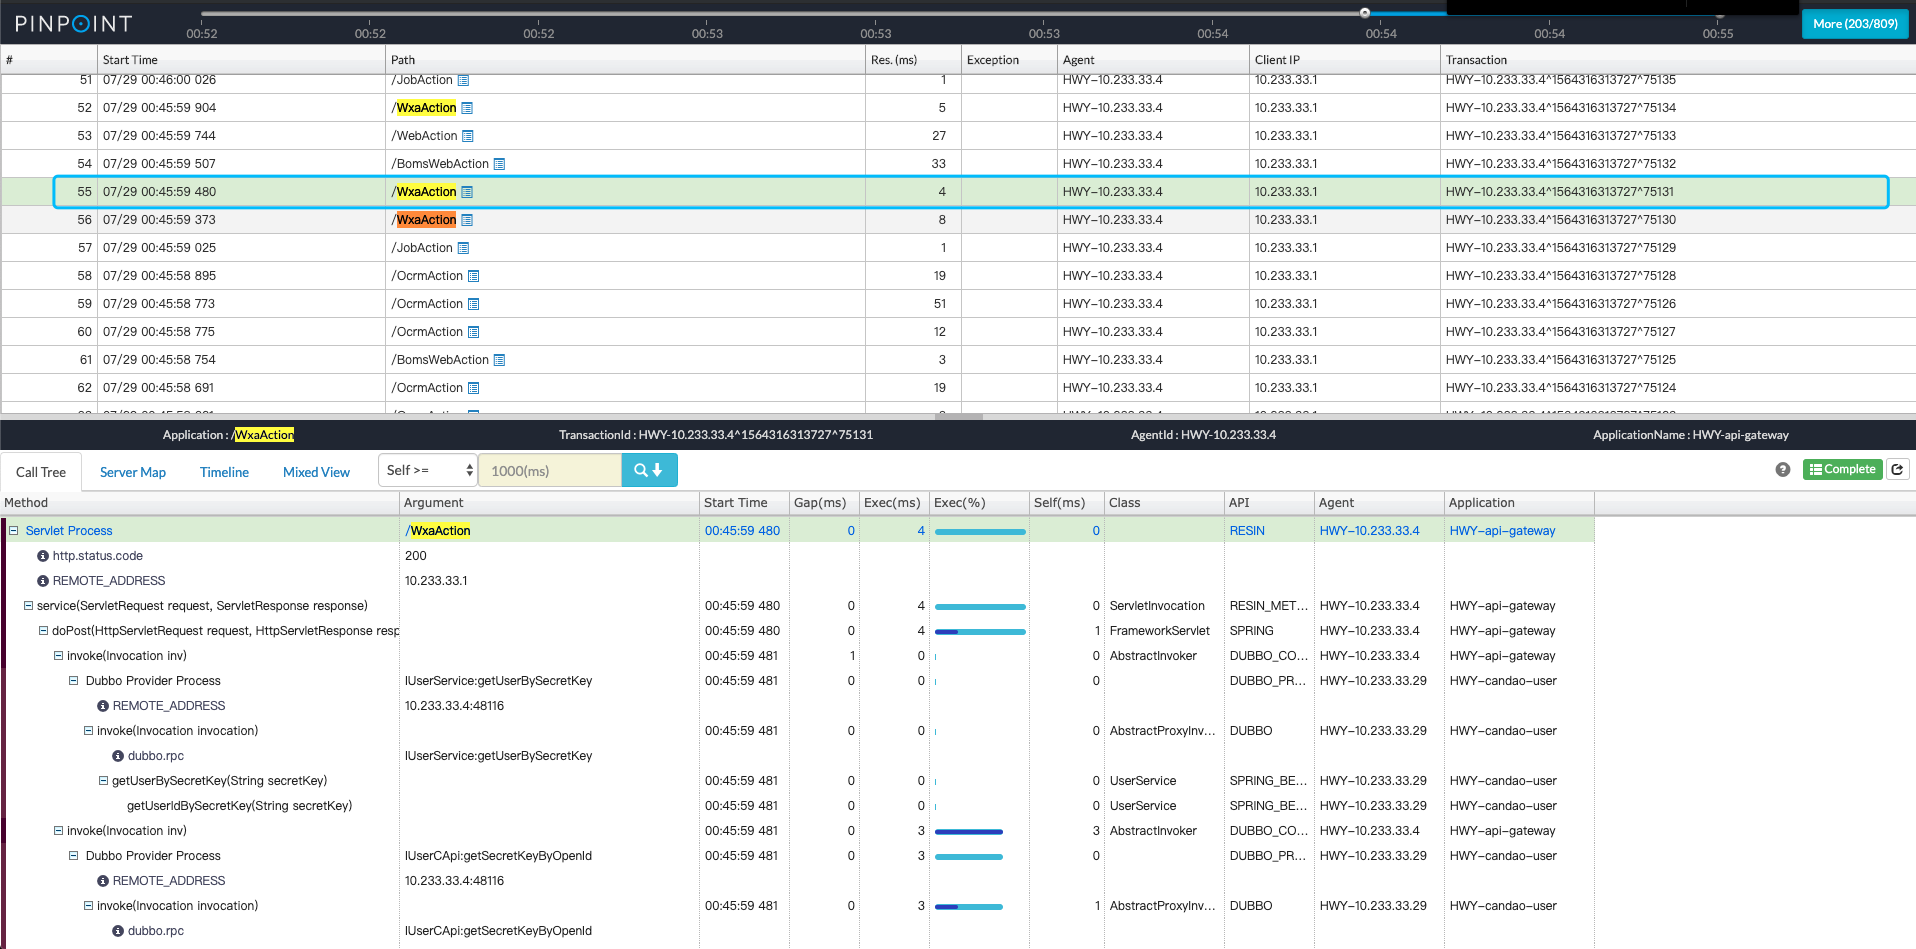 PINPOINT
00:52 00:52 00:52 00:53 00:53 00:53 00:54 00:54 00:54 00:55
More (203/809)
# Start Time Path Res. (ms) Exception Agent Client IP Transaction
51 07/29 00:46:00 026 /JobAction 1 HWY-10.233.33.4 10.233.33.1 HWY-10.233.33.4^1564316313727^75135
52 07/29 00:45:59 904 /WxaAction 5 HWY-10.233.33.4 10.233.33.1 HWY-10.233.33.4^1564316313727^75134
53 07/29 00:45:59 744 /WebAction 27 HWY-10.233.33.4 10.233.33.1 HWY-10.233.33.4^1564316313727^75133
54 07/29 00:45:59 507 /BomsWebAction 33 HWY-10.233.33.4 10.233.33.1 HWY-10.233.33.4^1564316313727^75132
55 07/29 00:45:59 480 /WxaAction 4 HWY-10.233.33.4 10.233.33.1 HWY-10.233.33.4^1564316313727^75131
56 07/29 00:45:59 373 /WxaAction 8 HWY-10.233.33.4 10.233.33.1 HWY-10.233.33.4^1564316313727^75130
57 07/29 00:45:59 025 /JobAction 1 HWY-10.233.33.4 10.233.33.1 HWY-10.233.33.4^1564316313727^75129
58 07/29 00:45:58 895 /OcrmAction 19 HWY-10.233.33.4 10.233.33.1 HWY-10.233.33.4^1564316313727^75128
59 07/29 00:45:58 773 /OcrmAction 51 HWY-10.233.33.4 10.233.33.1 HWY-10.233.33.4^1564316313727^75126
60 07/29 00:45:58 775 /OcrmAction 12 HWY-10.233.33.4 10.233.33.1 HWY-10.233.33.4^1564316313727^75127
61 07/29 00:45:58 754 /BomsWebAction 3 HWY-10.233.33.4 10.233.33.1 HWY-10.233.33.4^1564316313727^75125
62 07/29 00:45:58 691 /OcrmAction 19 HWY-10.233.33.4 10.233.33.1 HWY-10.233.33.4^1564316313727^75124
Application : /WxaAction TransactionId : HWY-10.233.33.4^1564316313727^75131 AgentId : HWY-10.233.33.4 ApplicationName : HWY-api-gateway
Call Tree Server Map Timeline Mixed View Self >= 1000(ms) Complete
Method Argument Start Time Gap(ms) Exec(ms) Exec(%) Self(ms) Class API Agent Application
Servlet Process /WxaAction 00:45:59 480 0 4 0 RESIN HWY-10.233.33.4 HWY-api-gateway
http.status.code 200
REMOTE_ADDRESS 10.233.33.1
service(ServletRequest request, ServletResponse response) 00:45:59 480 0 4 0 ServletInvocation RESIN_MET... HWY-10.233.33.4 HWY-api-gateway
doPost(HttpServletRequest request, HttpServletResponse resp 00:45:59 480 0 4 1 FrameworkServlet SPRING HWY-10.233.33.4 HWY-api-gateway
invoke(Invocation inv) 00:45:59 481 1 0 0 AbstractInvoker DUBBO_CO... HWY-10.233.33.4 HWY-api-gateway
Dubbo Provider Process IUserService:getUserBySecretKey 00:45:59 481 0 0 0 DUBBO_PR... HWY-10.233.33.29 HWY-candao-user
REMOTE_ADDRESS 10.233.33.4:48116
invoke(Invocation invocation) 00:45:59 481 0 0 0 AbstractProxyInv... DUBBO HWY-10.233.33.29 HWY-candao-user
dubbo.rpc IUserService:getUserBySecretKey
getUserBySecretKey(String secretKey) 00:45:59 481 0 0 0 UserService SPRING_BE... HWY-10.233.33.29 HWY-candao-user
getUserIdBySecretKey(String secretKey) 00:45:59 481 0 0 0 UserService SPRING_BE... HWY-10.233.33.29 HWY-candao-user
invoke(Invocation inv) 00:45:59 481 0 3 3 AbstractInvoker DUBBO_CO... HWY-10.233.33.4 HWY-api-gateway
Dubbo Provider Process IUserCApi:getSecretKeyByOpenId 00:45:59 481 0 3 0 DUBBO_PR... HWY-10.233.33.29 HWY-candao-user
REMOTE_ADDRESS 10.233.33.4:48116
invoke(Invocation invocation) 00:45:59 481 0 3 1 AbstractProxyInv... DUBBO HWY-10.233.33.29 HWY-candao-user
dubbo.rpc IUserCApi:getSecretKeyByOpenId